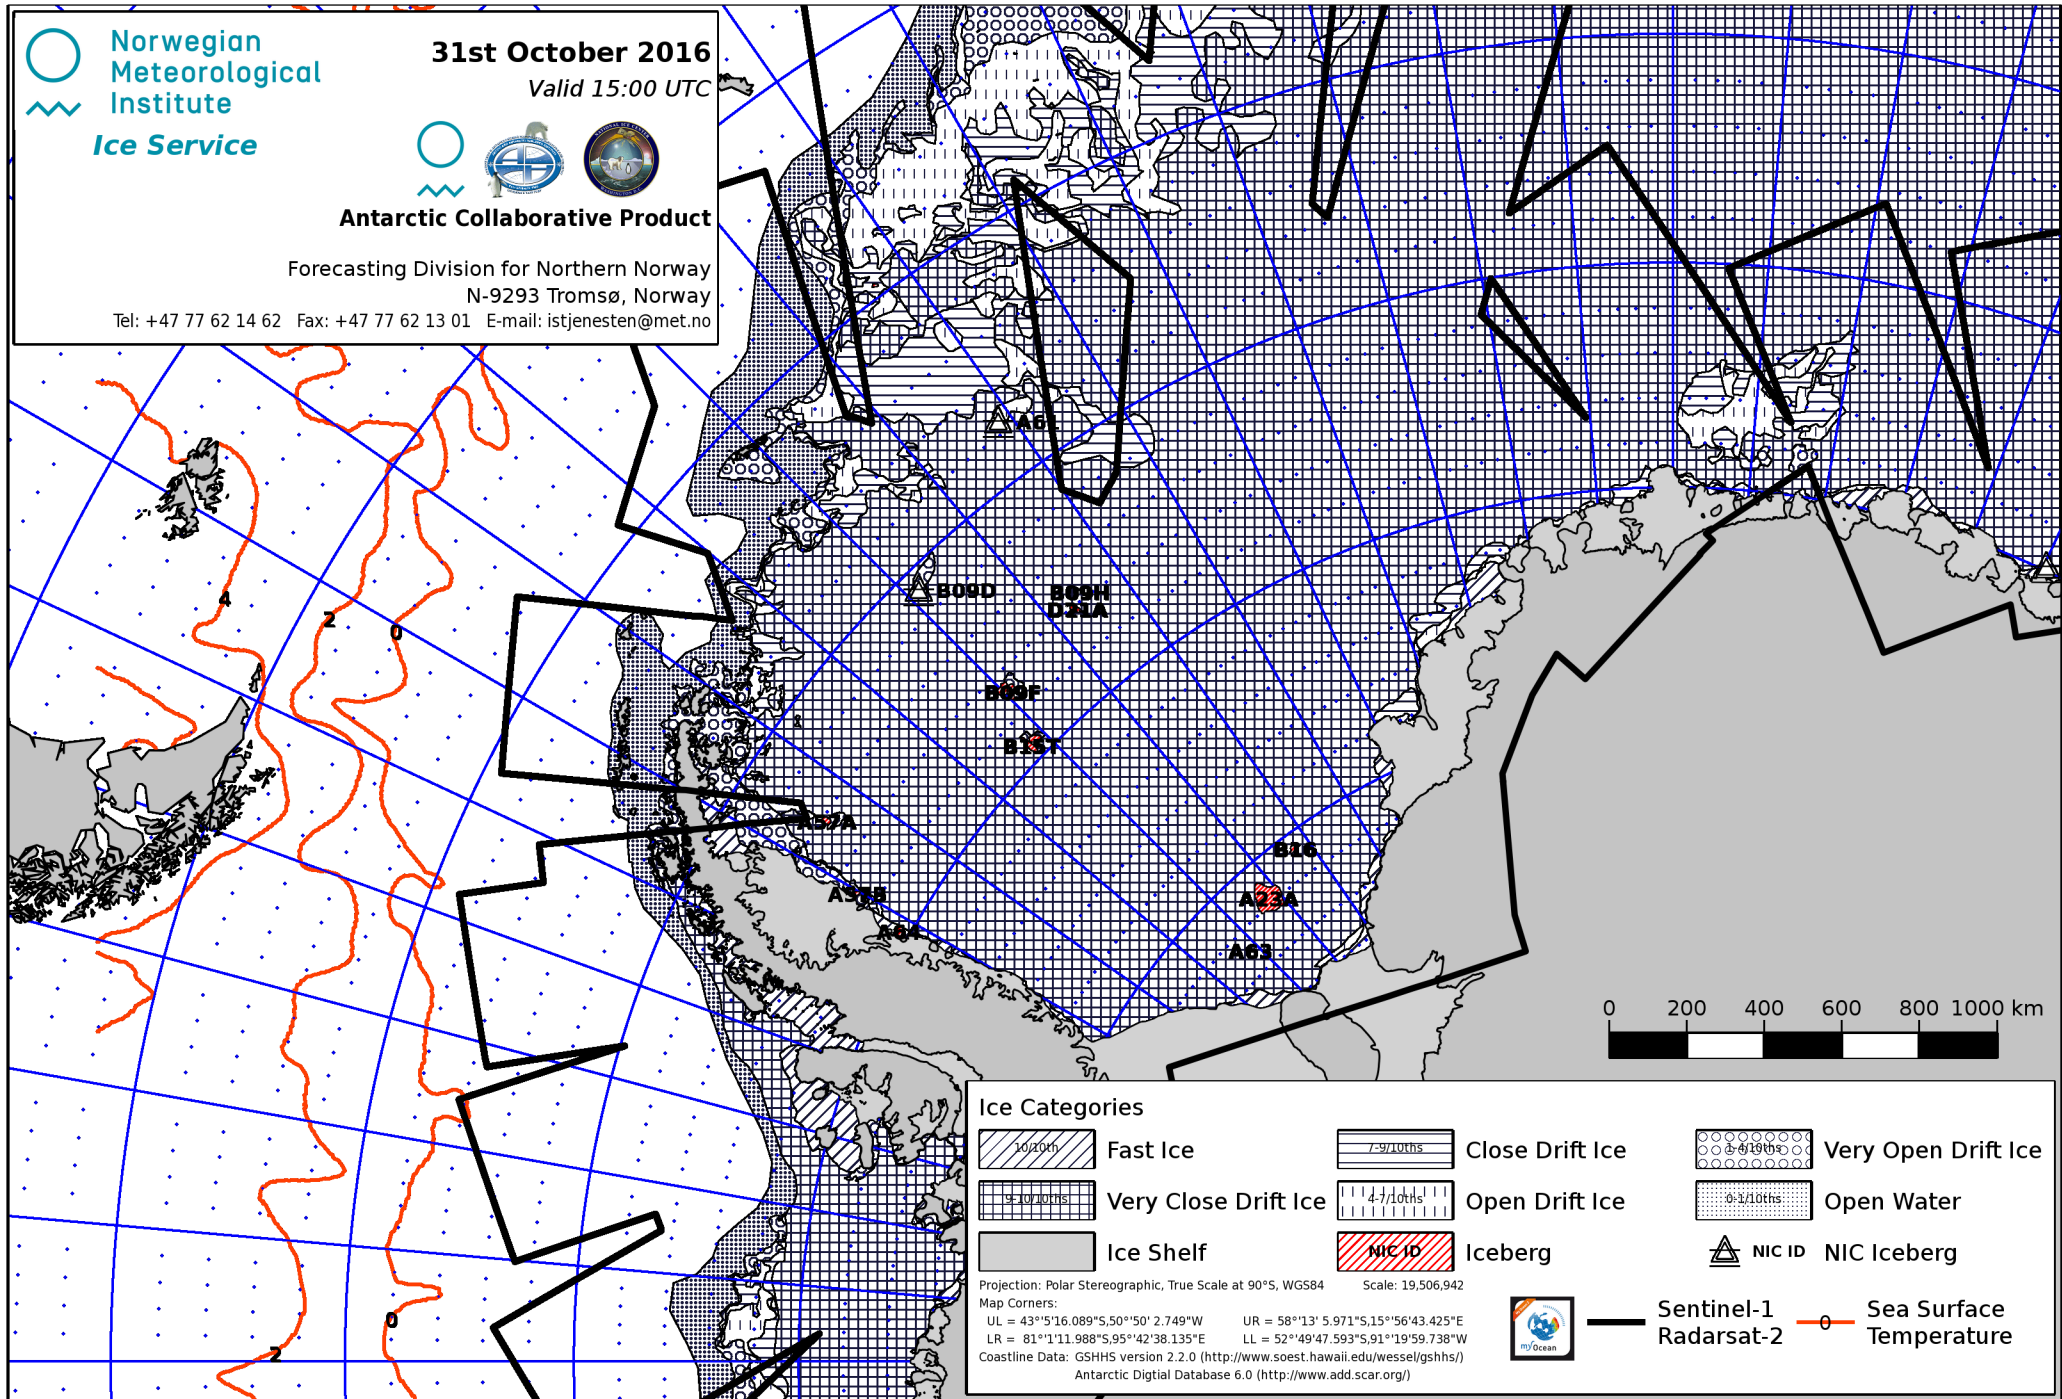 Norwegian
Meteorological
Institute
Ice Service
31st October 2016
Valid 15:00 UTC
Antarctic Collaborative Product
Forecasting Division for Northern Norway
N-9293 Tromsø, Norway
Tel: +47 77 62 14 62 Fax: +47 77 62 13 01 E-mail: istjenesten@met.no
B09D
B09H
D21A
B09F
B15T
A57A
B16
A23A
A64
A63
4
2
0
0
2
0 200 400 600 800 1000 km
Ice Categories
10/10th Fast Ice
7-9/10ths Close Drift Ice
1-4/10ths Very Open Drift Ice
9-10/10ths Very Close Drift Ice
4-7/10ths Open Drift Ice
0-1/10ths Open Water
Ice Shelf
NIC ID Iceberg
NIC ID NIC Iceberg
Projection: Polar Stereographic, True Scale at 90°S, WGS84 Scale: 19,506,942
Map Corners:
UL = 43°'5'16.089"S,50°'50' 2.749"W UR = 58°'13' 5.971"S,15°'56'43.425"E
LR = 81°'1'11.988"S,95°'42'38.135"E LL = 52°'49'47.593"S,91°'19'59.738"W
Coastline Data: GSHHS version 2.2.0 (http://www.soest.hawaii.edu/wessel/gshhs/)
Antarctic Digtial Database 6.0 (http://www.add.scar.org/)
my Ocean
Sentinel-1
Radarsat-2
0
Sea Surface
Temperature